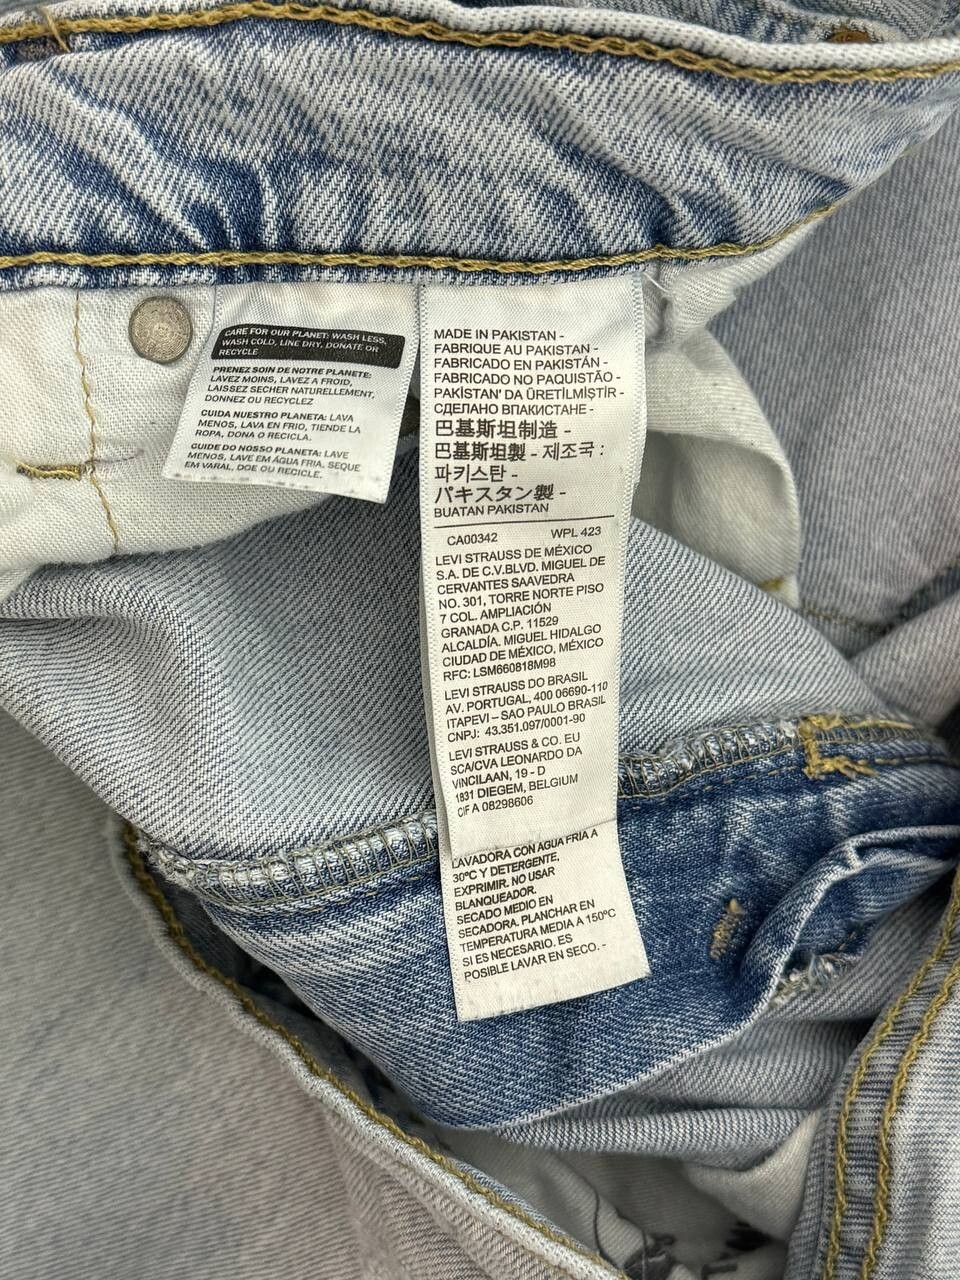 CARE FOR OUR PLANET: WASH LESS,
WASH COLD, LINE DRY, DONATE OR
RECYCLE
PRENEZ SOIN DE NOTRE PLANETE:
LAVEZ MOINS, LAVEZ A FROID,
LAISSEZ SECHER NATURELLEMENT,
DONNEZ OU RECYCLEZ
CUIDA NUESTRO PLANETA: LAVA
MENOS, LAVA EN FRIO, TIENDE LA
ROPA, DONA O RECICLA.
GUIDE DO NOSSO PLANETA: LAVE
MENOS, LAVE EM ÁGUA FRIA, SEQUE
EM VARAL, DOE OU RECICLE.
MADE IN PAKISTAN -
FABRIQUE AU PAKISTAN -
FABRICADO EN PAKISTÁN -
FABRICADO NO PAQUISTÃO -
PAKİSTAN' DA ÜRETİLMİŞTİR -
СДЕЛАНО ВПАКИСТАНЕ -
巴基斯坦制造 -
巴基斯坦製 - 제조국 :
파키스탄 -
パキスタン製 -
BUATAN PAKISTAN
CA00342 WPL 423
LEVI STRAUSS DE MÉXICO
S.A. DE C.V.BLVD. MIGUEL DE
CERVANTES SAAVEDRA
NO. 301, TORRE NORTE PISO
7 COL. AMPLIACIÓN
GRANADA C.P. 11529
ALCALDÍA. MIGUEL HIDALGO
CIUDAD DE MÉXICO, MÉXICO
RFC: LSM660818M98
LEVI STRAUSS DO BRASIL
AV. PORTUGAL, 400 06690-110
ITAPEVI – SAO PAULO BRASIL
CNPJ: 43.351.097/0001-90
LEVI STRAUSS & CO. EU
SCA/CVA LEONARDO DA
VINCILAAN, 19 - D
1831 DIEGEM, BELGIUM
CIF A 08298606
LAVADORA CON AGUA FRIA A
30ºC Y DETERGENTE,
EXPRIMIR. NO USAR
BLANQUEADOR.
SECADO MEDIO EN
SECADORA. PLANCHAR EN
TEMPERATURA MEDIA A 150ºC
SI ES NECESARIO. ES
POSIBLE LAVAR EN SECO. -